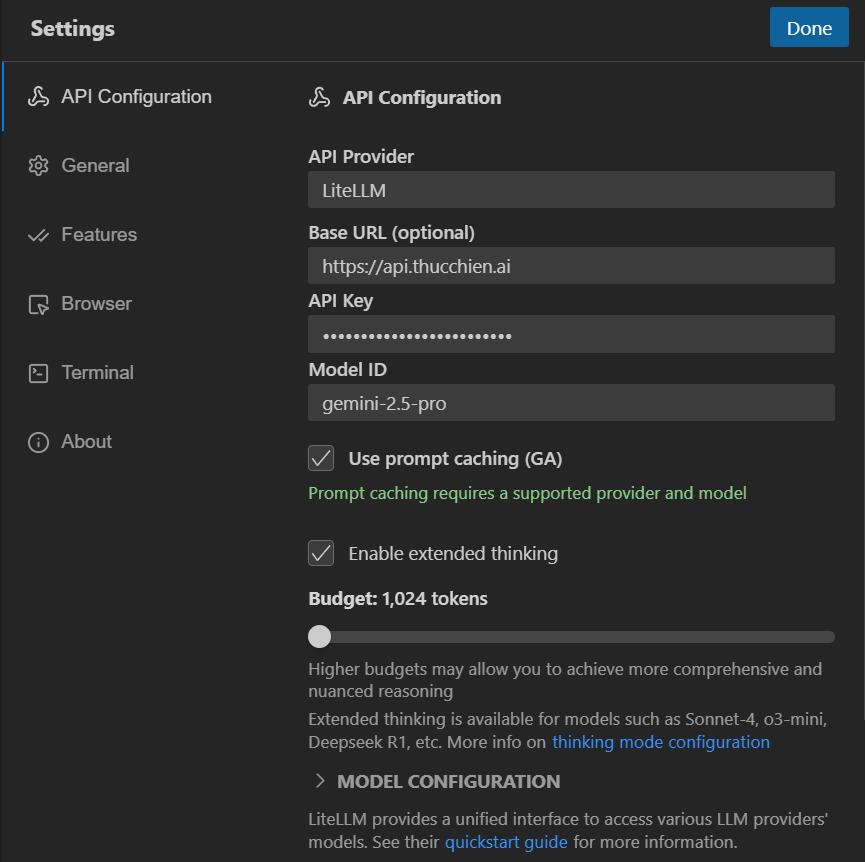 Settings
Done
API Configuration
General
Features
Browser
Terminal
About
API Configuration
API Provider
LiteLLM
Base URL (optional)
https://api.thucchien.ai
API Key
•••••••••••••••••••••••••
Model ID
gemini-2.5-pro
Use prompt caching (GA)
Prompt caching requires a supported provider and model
Enable extended thinking
Budget: 1,024 tokens
Higher budgets may allow you to achieve more comprehensive and
nuanced reasoning
Extended thinking is available for models such as Sonnet-4, o3-mini,
Deepseek R1, etc. More info on thinking mode configuration
MODEL CONFIGURATION
LiteLLM provides a unified interface to access various LLM providers'
models. See their quickstart guide for more information.